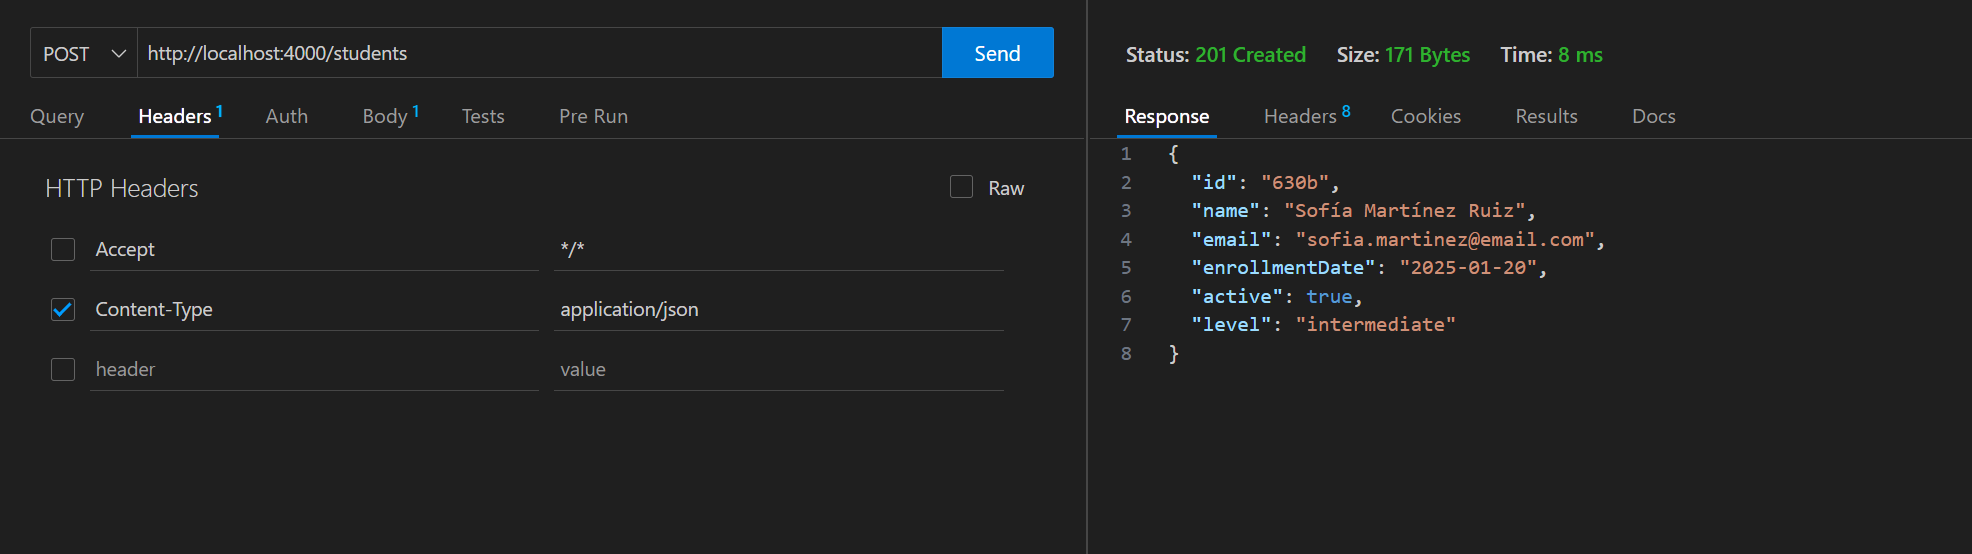 POST http://localhost:4000/students Send
Query Headers 1 Auth Body 1 Tests Pre Run
HTTP Headers Raw
Accept */*
Content-Type application/json
header value
Status: 201 Created Size: 171 Bytes Time: 8 ms
Response Headers 8 Cookies Results Docs
1 {
2 "id": "630b",
3 "name": "Sofía Martínez Ruiz",
4 "email": "sofia.martinez@email.com",
5 "enrollmentDate": "2025-01-20",
6 "active": true,
7 "level": "intermediate"
8 }